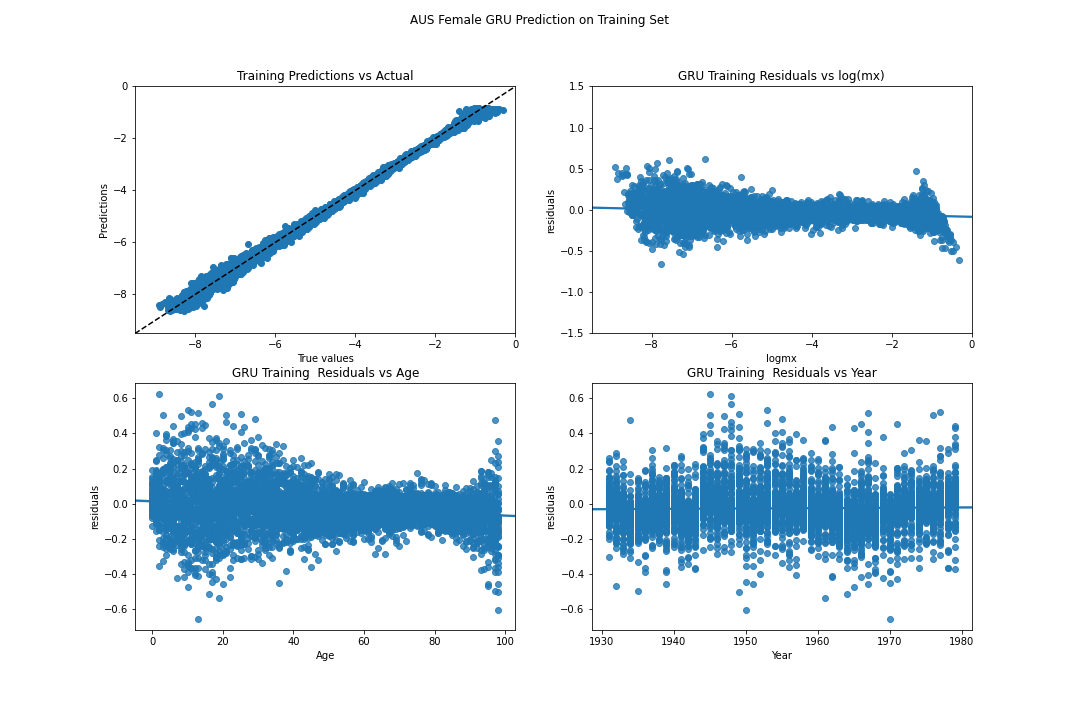 AUS Female GRU Prediction on Training Set
Training Predictions vs Actual
0
−2
−4
−6
−8
Predictions
−8 −6 −4 −2 0
True values
GRU Training Residuals vs log(mx)
1.5
1.0
0.5
0.0
−0.5
−1.0
−1.5
residuals
−8 −6 −4 −2 0
logmx
GRU Training  Residuals vs Age
0.6
0.4
0.2
0.0
−0.2
−0.4
−0.6
residuals
0 20 40 60 80 100
Age
GRU Training  Residuals vs Year
0.6
0.4
0.2
0.0
−0.2
−0.4
−0.6
residuals
1930 1940 1950 1960 1970 1980
Year